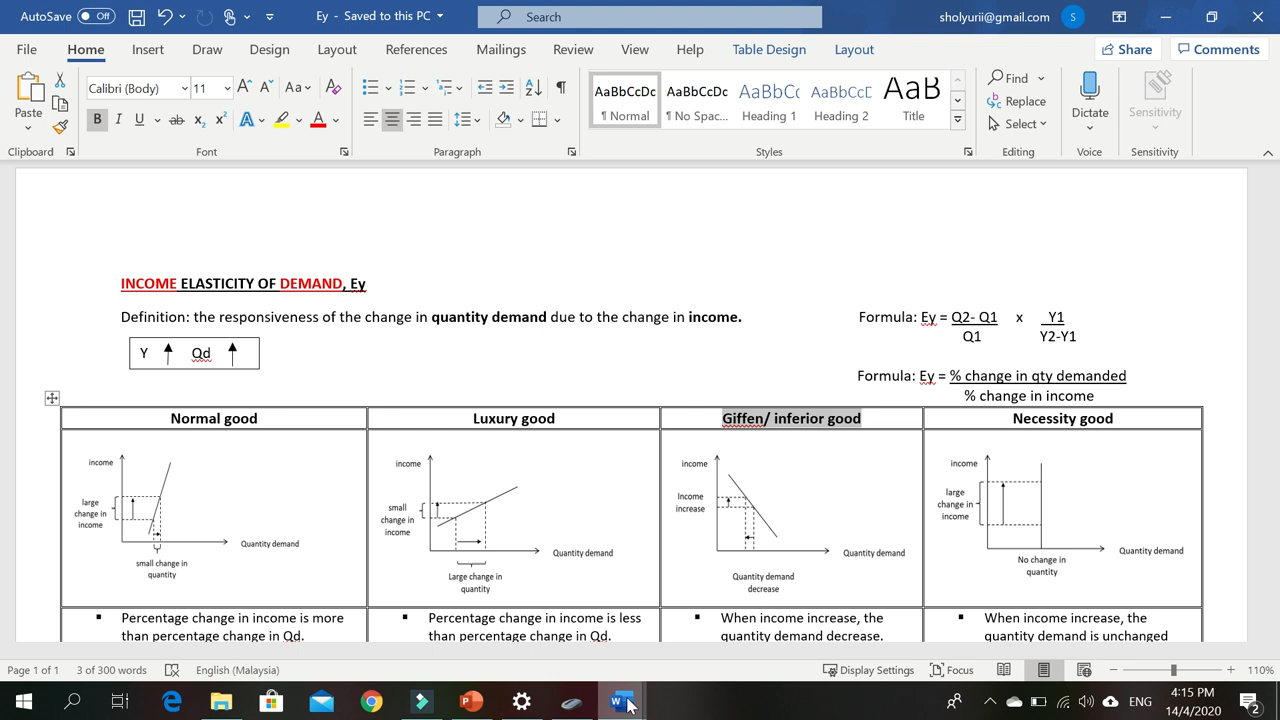 AutoSave Off Ey - Saved to this PC Search sholyurii@gmail.com S
File Home Insert Draw Design Layout References Mailings Review View Help Table Design Layout Share Comments
Paste Calibri (Body) 11 Aa AaBbCcDc ¶ Normal AaBbCcDc ¶ No Spac... AaBbCc Heading 1 AaBbCcC Heading 2 AaB Title Find Replace Select Dictate Sensitivity
Clipboard Font Paragraph Styles Editing Voice Sensitivity
INCOME ELASTICITY OF DEMAND, Ey
Definition: the responsiveness of the change in quantity demand due to the change in income.
Y Qd
Formula: Ey = Q2- Q1 x Y1
Q1 Y2-Y1
Formula: Ey = % change in qty demanded
% change in income
Normal good Luxury good Giffen/ inferior good Necessity good
income
large
change in
income
Quantity demand
small change in
quantity
income
small
change in
income
Quantity demand
Large change in
quantity
income
Income
increase
Quantity demand
Quantity demand
decrease
income
large
change in
income
Quantity demand
No change in
quantity
▪ Percentage change in income is more
than percentage change in Qd.
▪ Percentage change in income is less
than percentage change in Qd.
▪ When income increase, the
quantity demand decrease.
▪ When income increase, the
quantity demand is unchanged
Page 1 of 1 3 of 300 words English (Malaysia) Display Settings Focus 110%
ENG 4:15 PM
14/4/2020 2